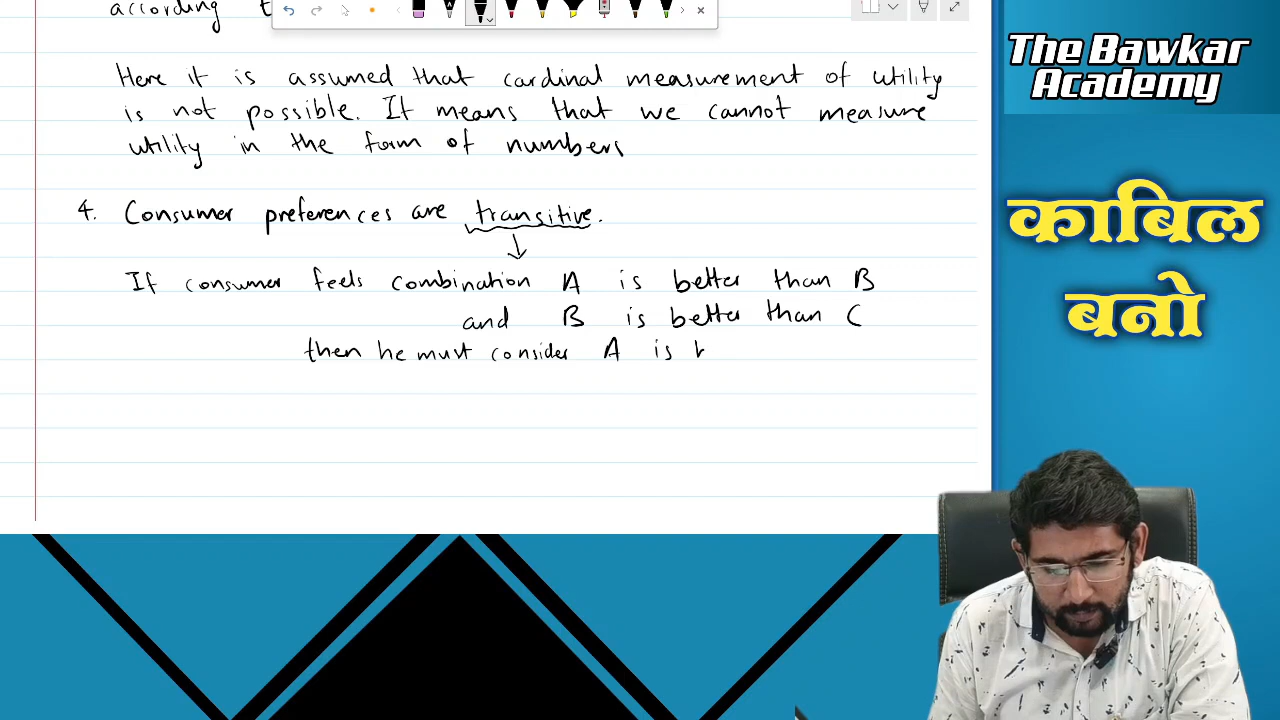 according
Here it is assumed that cardinal measurement of utility
is not possible. It means that we cannot measure
utility in the form of numbers
4. Consumer preferences are transitive.
If consumer feels combination A is better than B
and B is better than C
then he must consider A is
The Bawkar
Academy
काबिल
बनो